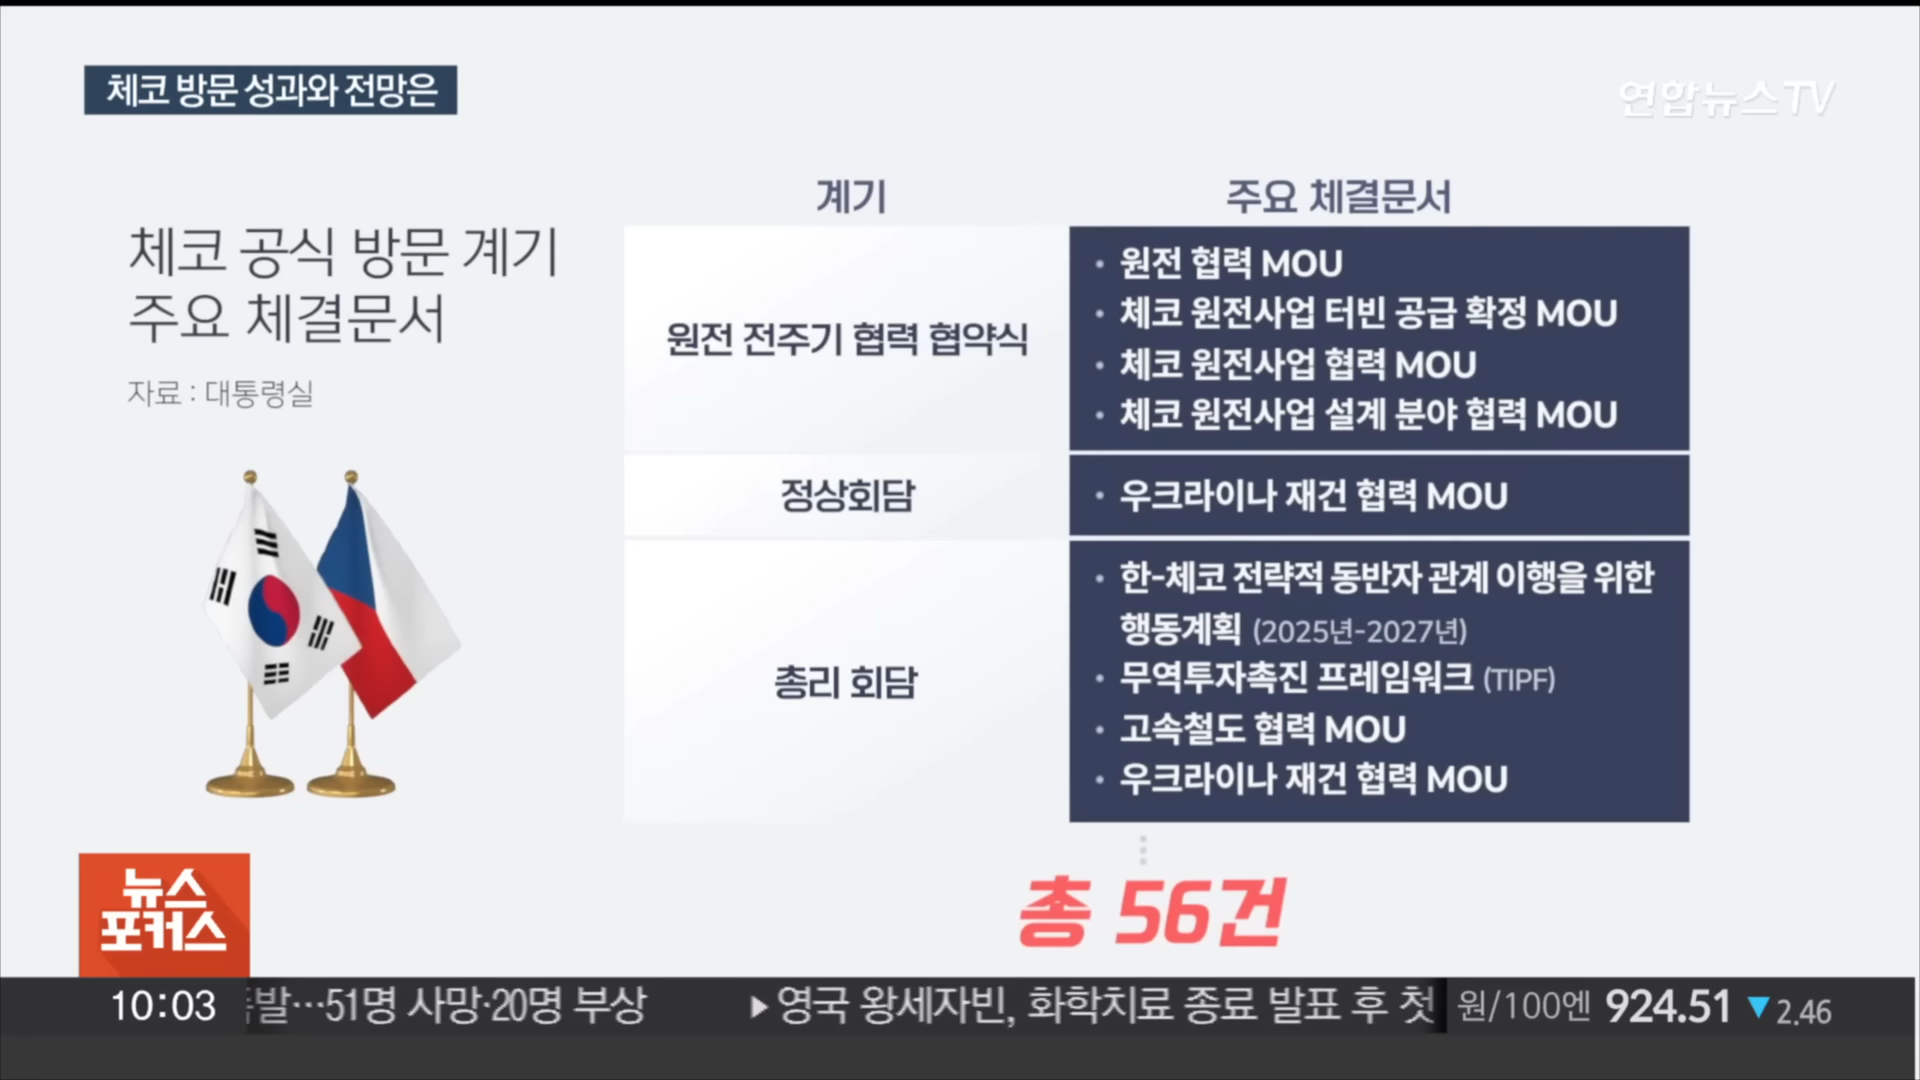 체코 방문 성과와 전망은
연합뉴스TV
체코 공식 방문 계기
주요 체결문서
자료 : 대통령실
계기
주요 체결문서
원전 전주기 협력 협약식
• 원전 협력 MOU
• 체코 원전사업 터빈 공급 확정 MOU
• 체코 원전사업 협력 MOU
• 체코 원전사업 설계 분야 협력 MOU
정상회담
• 우크라이나 재건 협력 MOU
총리 회담
• 한-체코 전략적 동반자 관계 이행을 위한
행동계획 (2025년-2027년)
• 무역투자촉진 프레임워크 (TIPF)
• 고속철도 협력 MOU
• 우크라이나 재건 협력 MOU
총 56건
뉴스
포커스
10:03 발…51명 사망·20명 부상 ▶영국 왕세자빈, 화학치료 종료 발표 후 첫 원/100엔 924.51 ▼2.46